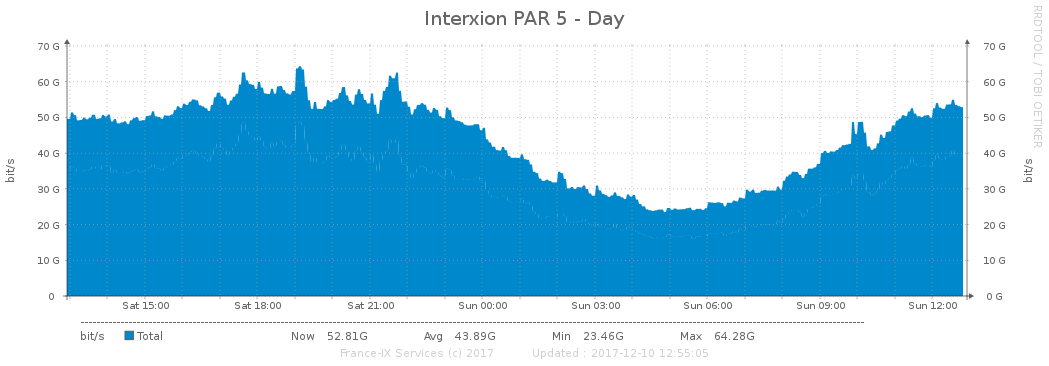 Interxion PAR 5 - Day
RRDTOOL / TOBI OETIKER
70 G 70 G
60 G 60 G
50 G 50 G
40 G 40 G
30 G 30 G
20 G 20 G
10 G 10 G
0 0 G
bit/s bit/s
Sat 15:00 Sat 18:00 Sat 21:00 Sun 00:00 Sun 03:00 Sun 06:00 Sun 09:00 Sun 12:00
bit/s Total Now 52.81G Avg 43.89G Min 23.46G Max 64.28G
France-IX Services (c) 2017 Updated : 2017-12-10 12:55:05